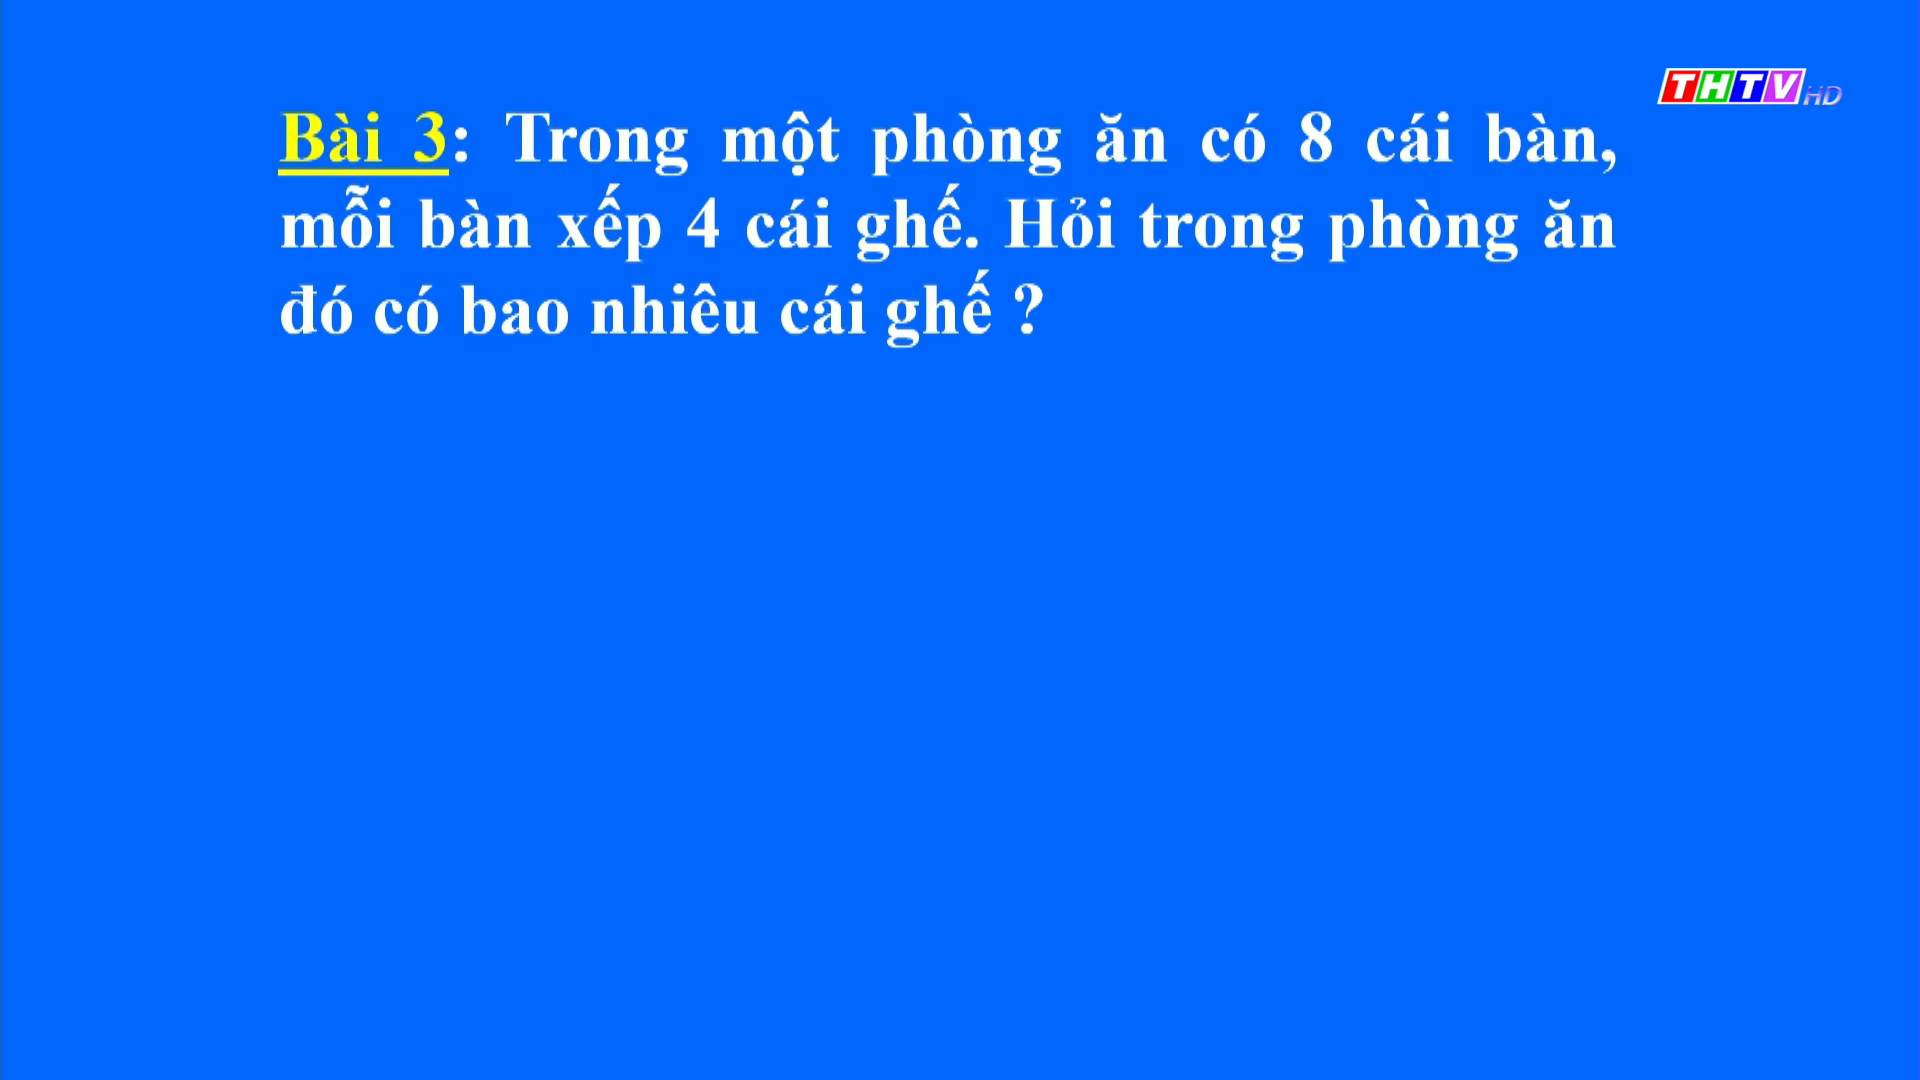 THTV HD
Bài 3: Trong một phòng ăn có 8 cái bàn,
mỗi bàn xếp 4 cái ghế. Hỏi trong phòng ăn
đó có bao nhiêu cái ghế ?